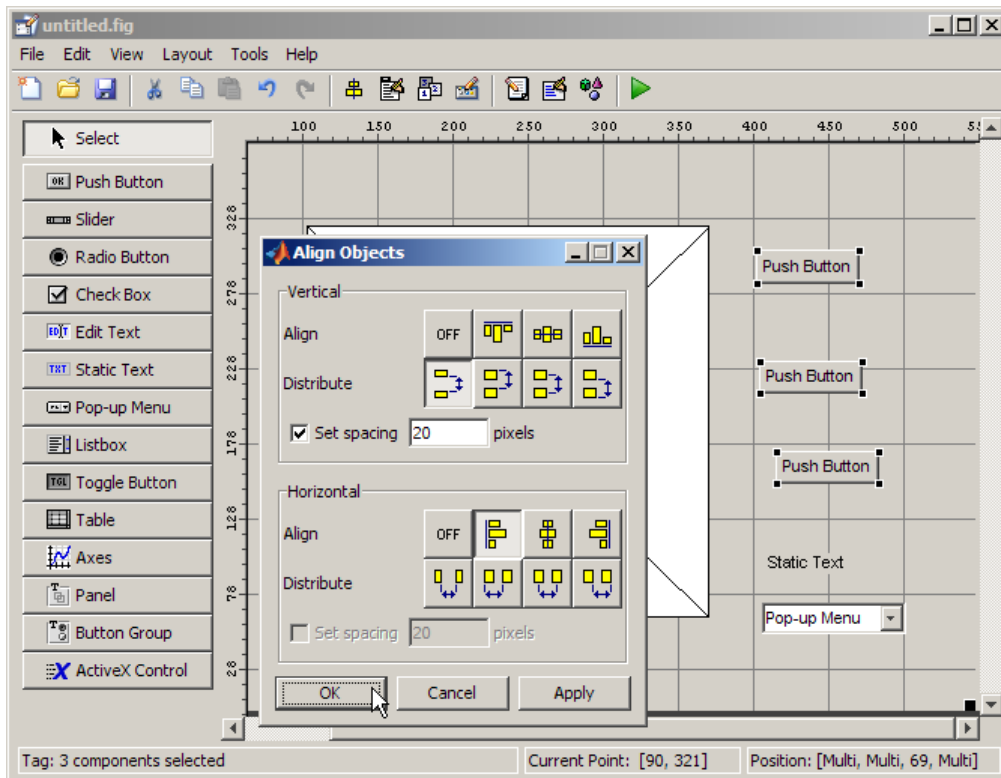 untitled.fig
File Edit View Layout Tools Help
100 150 200 250 300 350 400 450 500
Select
OK Push Button
Slider
Radio Button
Check Box
EDIT Edit Text
TXT Static Text
Pop-up Menu
Listbox
TGL Toggle Button
Table
Axes
Panel
Button Group
ActiveX Control
328
278
228
178
128
78
28
Align Objects
Vertical
Align OFF
Distribute
Set spacing 20 pixels
Horizontal
Align OFF
Distribute
Set spacing 20 pixels
OK Cancel Apply
Push Button
Push Button
Push Button
Static Text
Pop-up Menu
Tag: 3 components selected
Current Point: [90, 321]
Position: [Multi, Multi, 69, Multi]